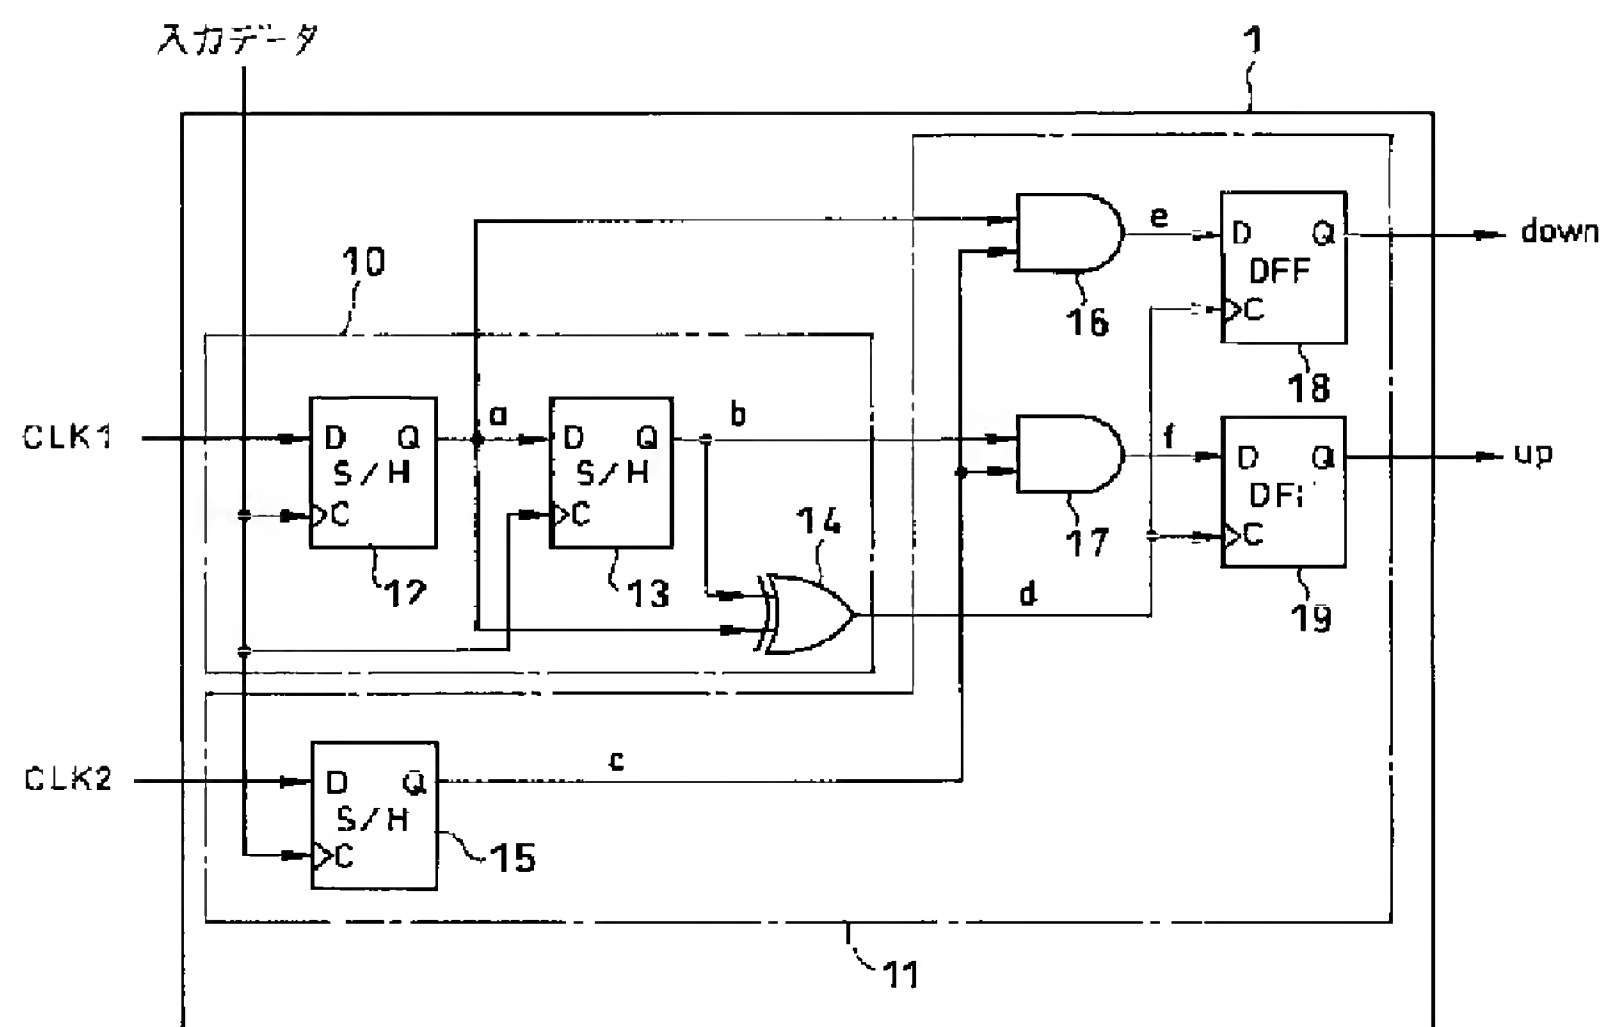 入力データ
1
10
CLK1
D Q
S/H
C
12
a
D Q
S/H
C
13
b
14
d
16
e
D Q
DFF
C
18
down
17
f
D Q
C
19
up
CLK2
D Q
S/H
C
15
c
11